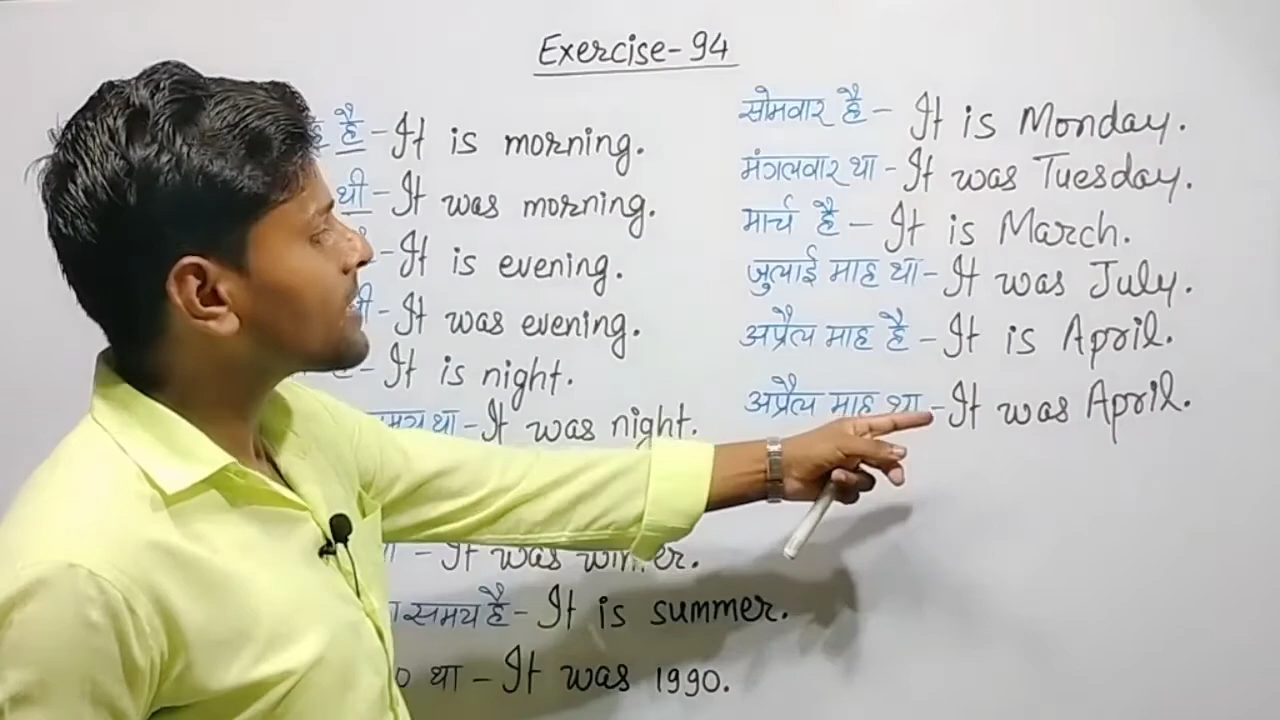 Exercise-94
है - It is morning.
थी - It was morning.
- It is evening.
- It was evening.
- It is night.
था - It was night.
- It was winter.
समय है - It is summer.
0 था - It was 1990.
सोमवार है - It is Monday.
मंगलवार था - It was Tuesday.
मार्च है - It is March.
जुलाई माह था - It was July.
अप्रैल माह है - It is April.
अप्रैल माह था - It was April.